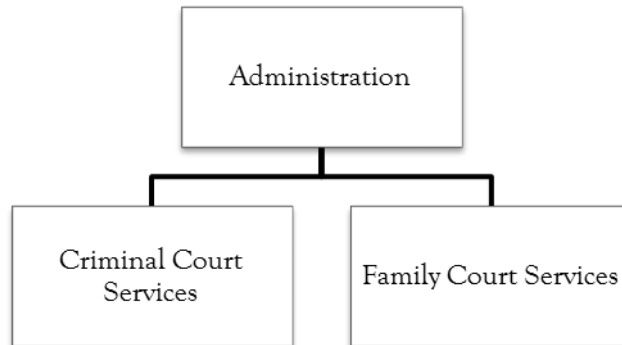 Administration
Criminal Court
Services
Family Court Services